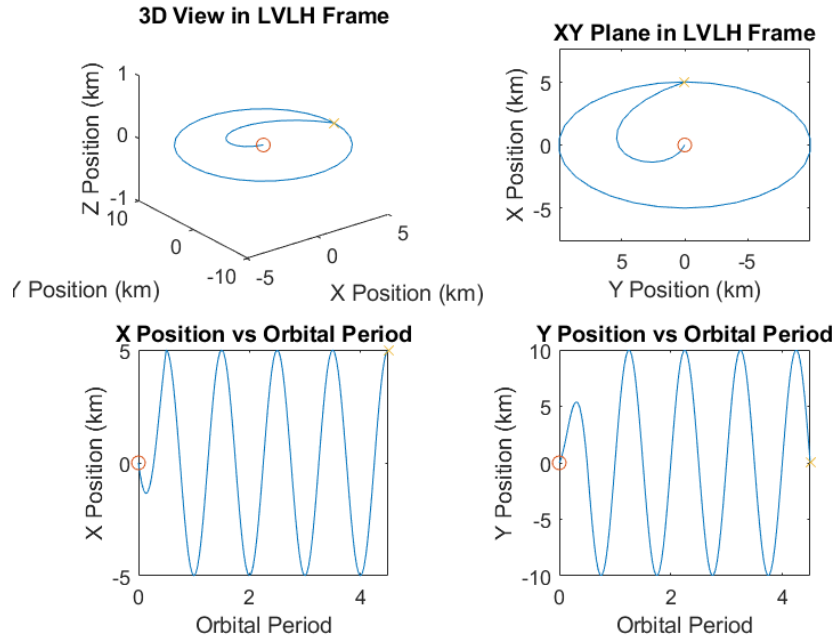 3D View in LVLH Frame
Z Position (km)
1
0
-1
10
0
-10
Y Position (km)
-5
0
5
X Position (km)
XY Plane in LVLH Frame
X Position (km)
5
0
-5
5
0
-5
Y Position (km)
X Position vs Orbital Period
X Position (km)
5
0
-5
0
2
4
Orbital Period
Y Position vs Orbital Period
Y Position (km)
10
5
0
-5
-10
0
2
4
Orbital Period